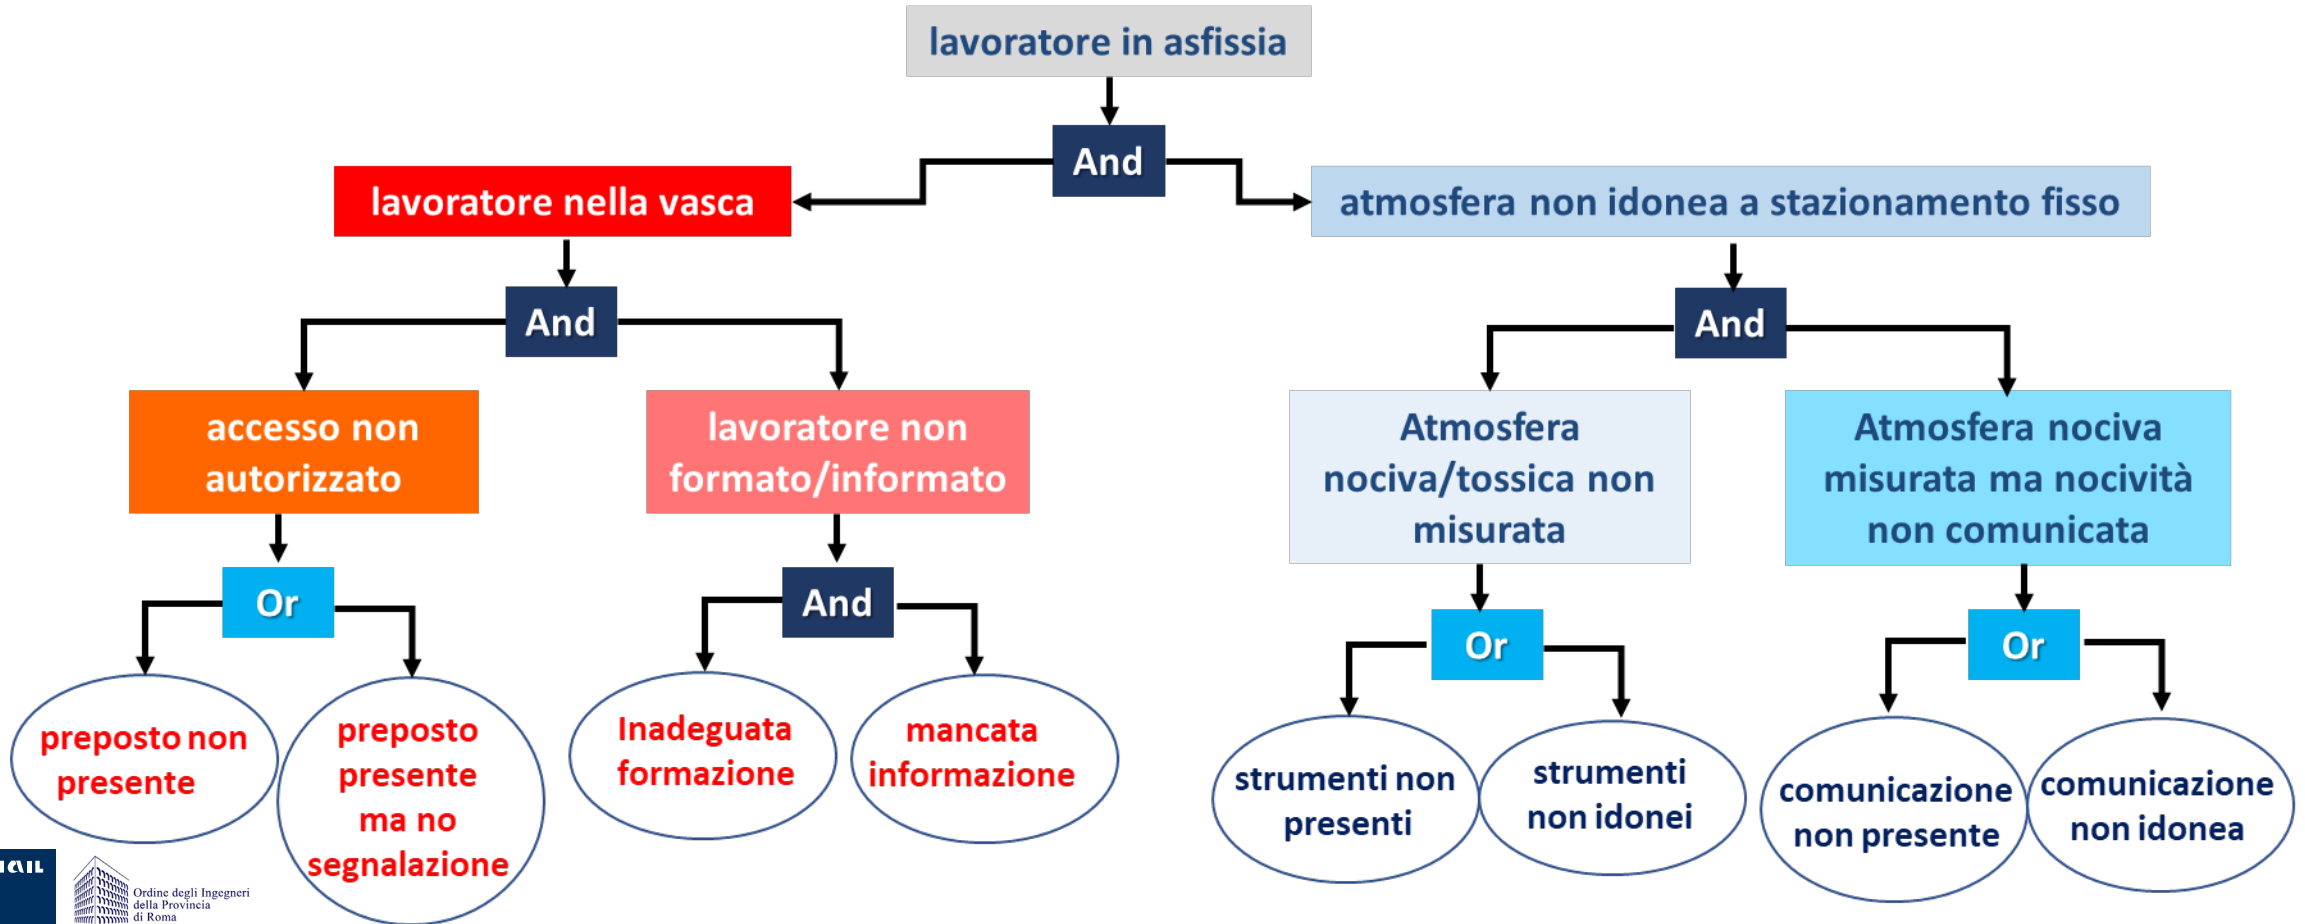 lavoratore in asfissia
And
lavoratore nella vasca
atmosfera non idonea a stazionamento fisso
And
And
accesso non
autorizzato
lavoratore non
formato/informato
Atmosfera
nociva/tossica non
misurata
Atmosfera nociva
misurata ma nocività
non comunicata
Or
And
Or
Or
preposto non
presente
preposto
presente
ma no
segnalazione
Inadeguata
formazione
mancata
informazione
strumenti non
presenti
strumenti
non idonei
comunicazione
non presente
comunicazione
non idonea
Ordine degli Ingegneri
della Provincia
di Roma